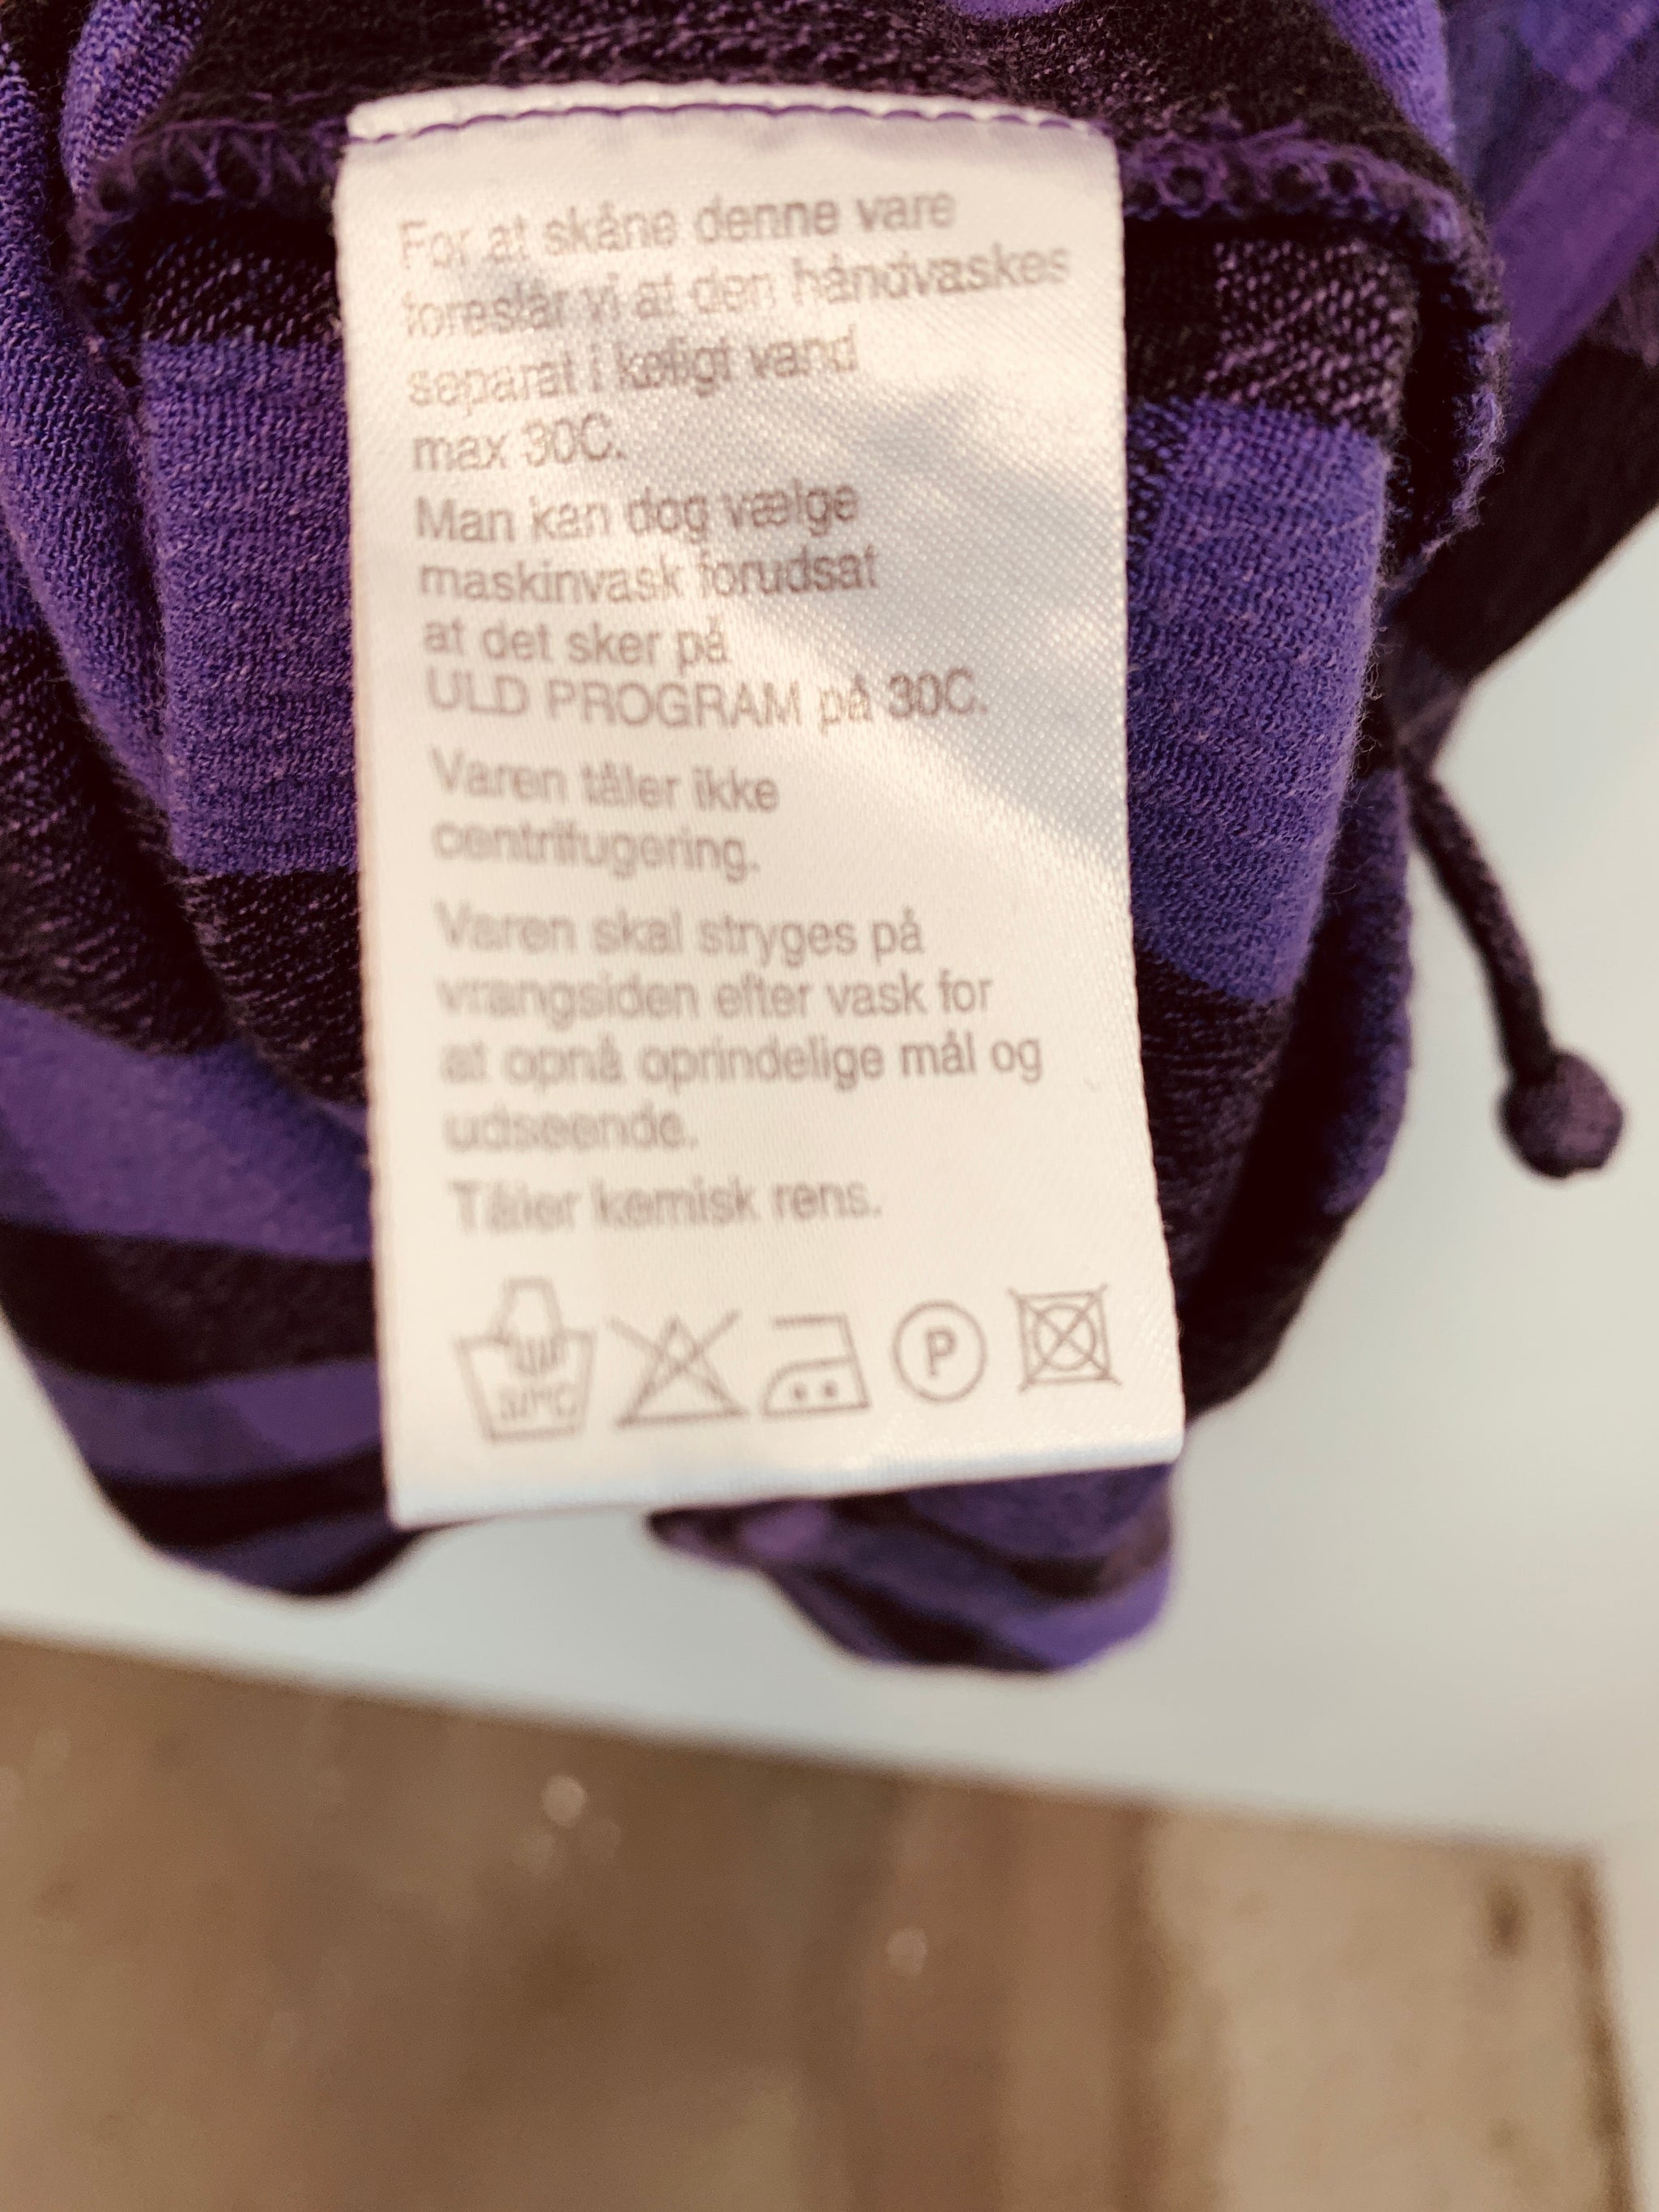 For at skåne denne vare
foreslår vi at den håndvaskes
separat i køligt vand
max 30C.
Man kan dog vælge
maskinvask forudsat
at det sker på
ULD PROGRAM på 30C.
Varen tåler ikke
centrifugering.
Varen skal stryges på
vrangsiden efter vask for
at opnå oprindelige mål og
udseende.
Tåler kemisk rens.
30°C P